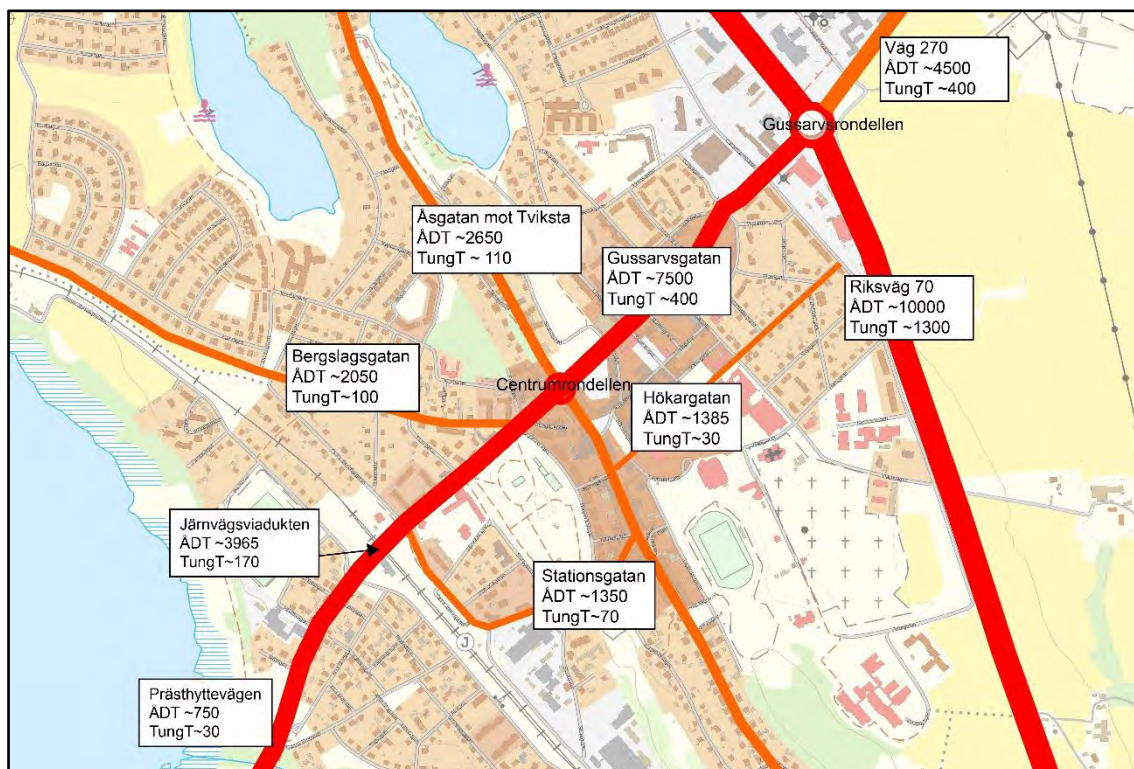 Väg 270
ÅDT ~4500
TungT ~400
Gussarvsrondellen
Åsgatan mot Tviksta
ÅDT ~2650
TungT ~ 110
Gussarvsgatan
ÅDT ~7500
TungT ~400
Riksväg 70
ÅDT ~10000
TungT ~1300
Bergslagsgatan
ÅDT ~2050
TungT ~100
Centrumrondellen
Hökargatan
ÅDT ~1385
TungT~30
Järnvägsviadukten
ÅDT ~3965
TungT~170
Stationsgatan
ÅDT ~1350
TungT~70
J
Prästhyttevägen
ÅDT ~750
TungT~30